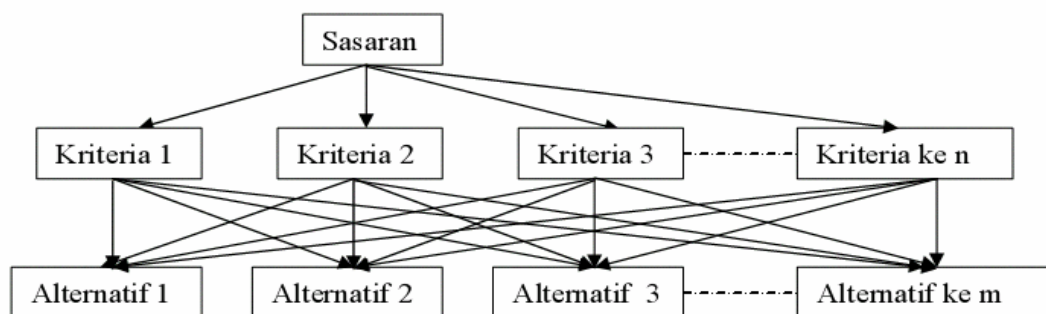 Sasaran
Kriteria 1 Kriteria 2 Kriteria 3 Kriteria ke n
Alternatif 1 Alternatif 2 Alternatif 3 Alternatif ke m